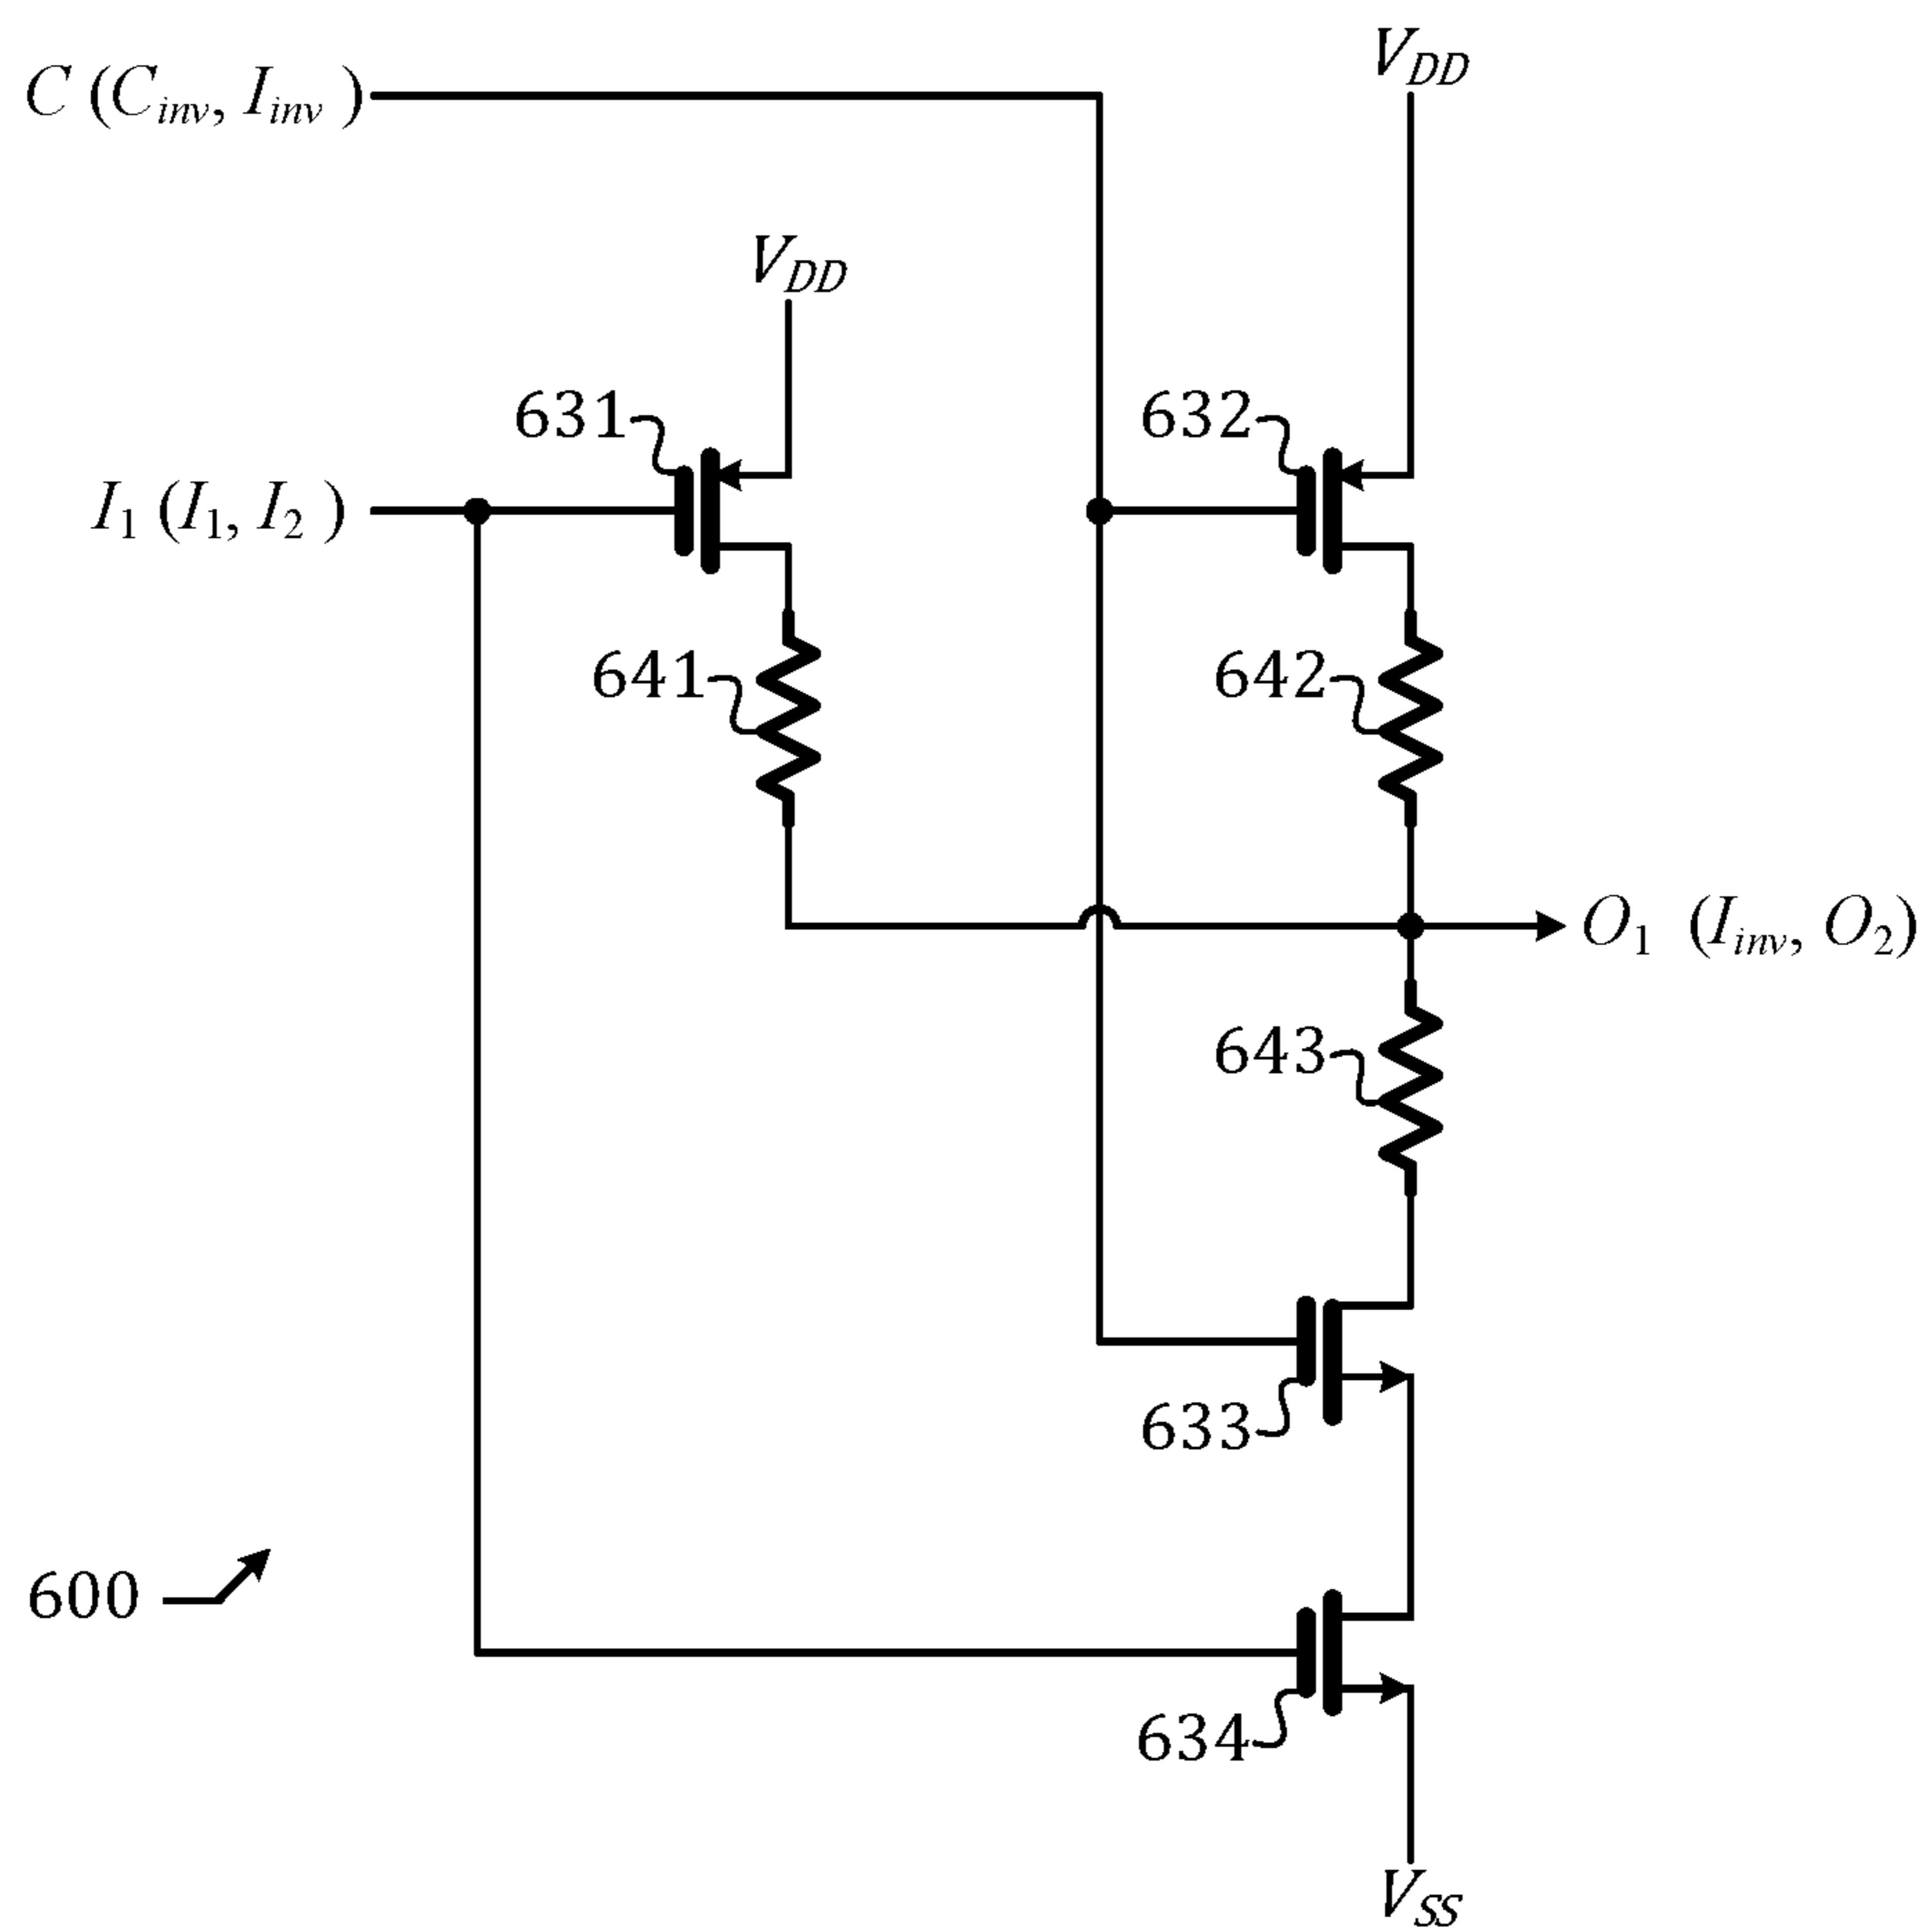 V_DD
C (C_inv, I_inv )
V_DD
631
632
I_1 (I_1, I_2 )
641
642
O_1 (I_inv, O_2)
643
633
600
634
V_SS